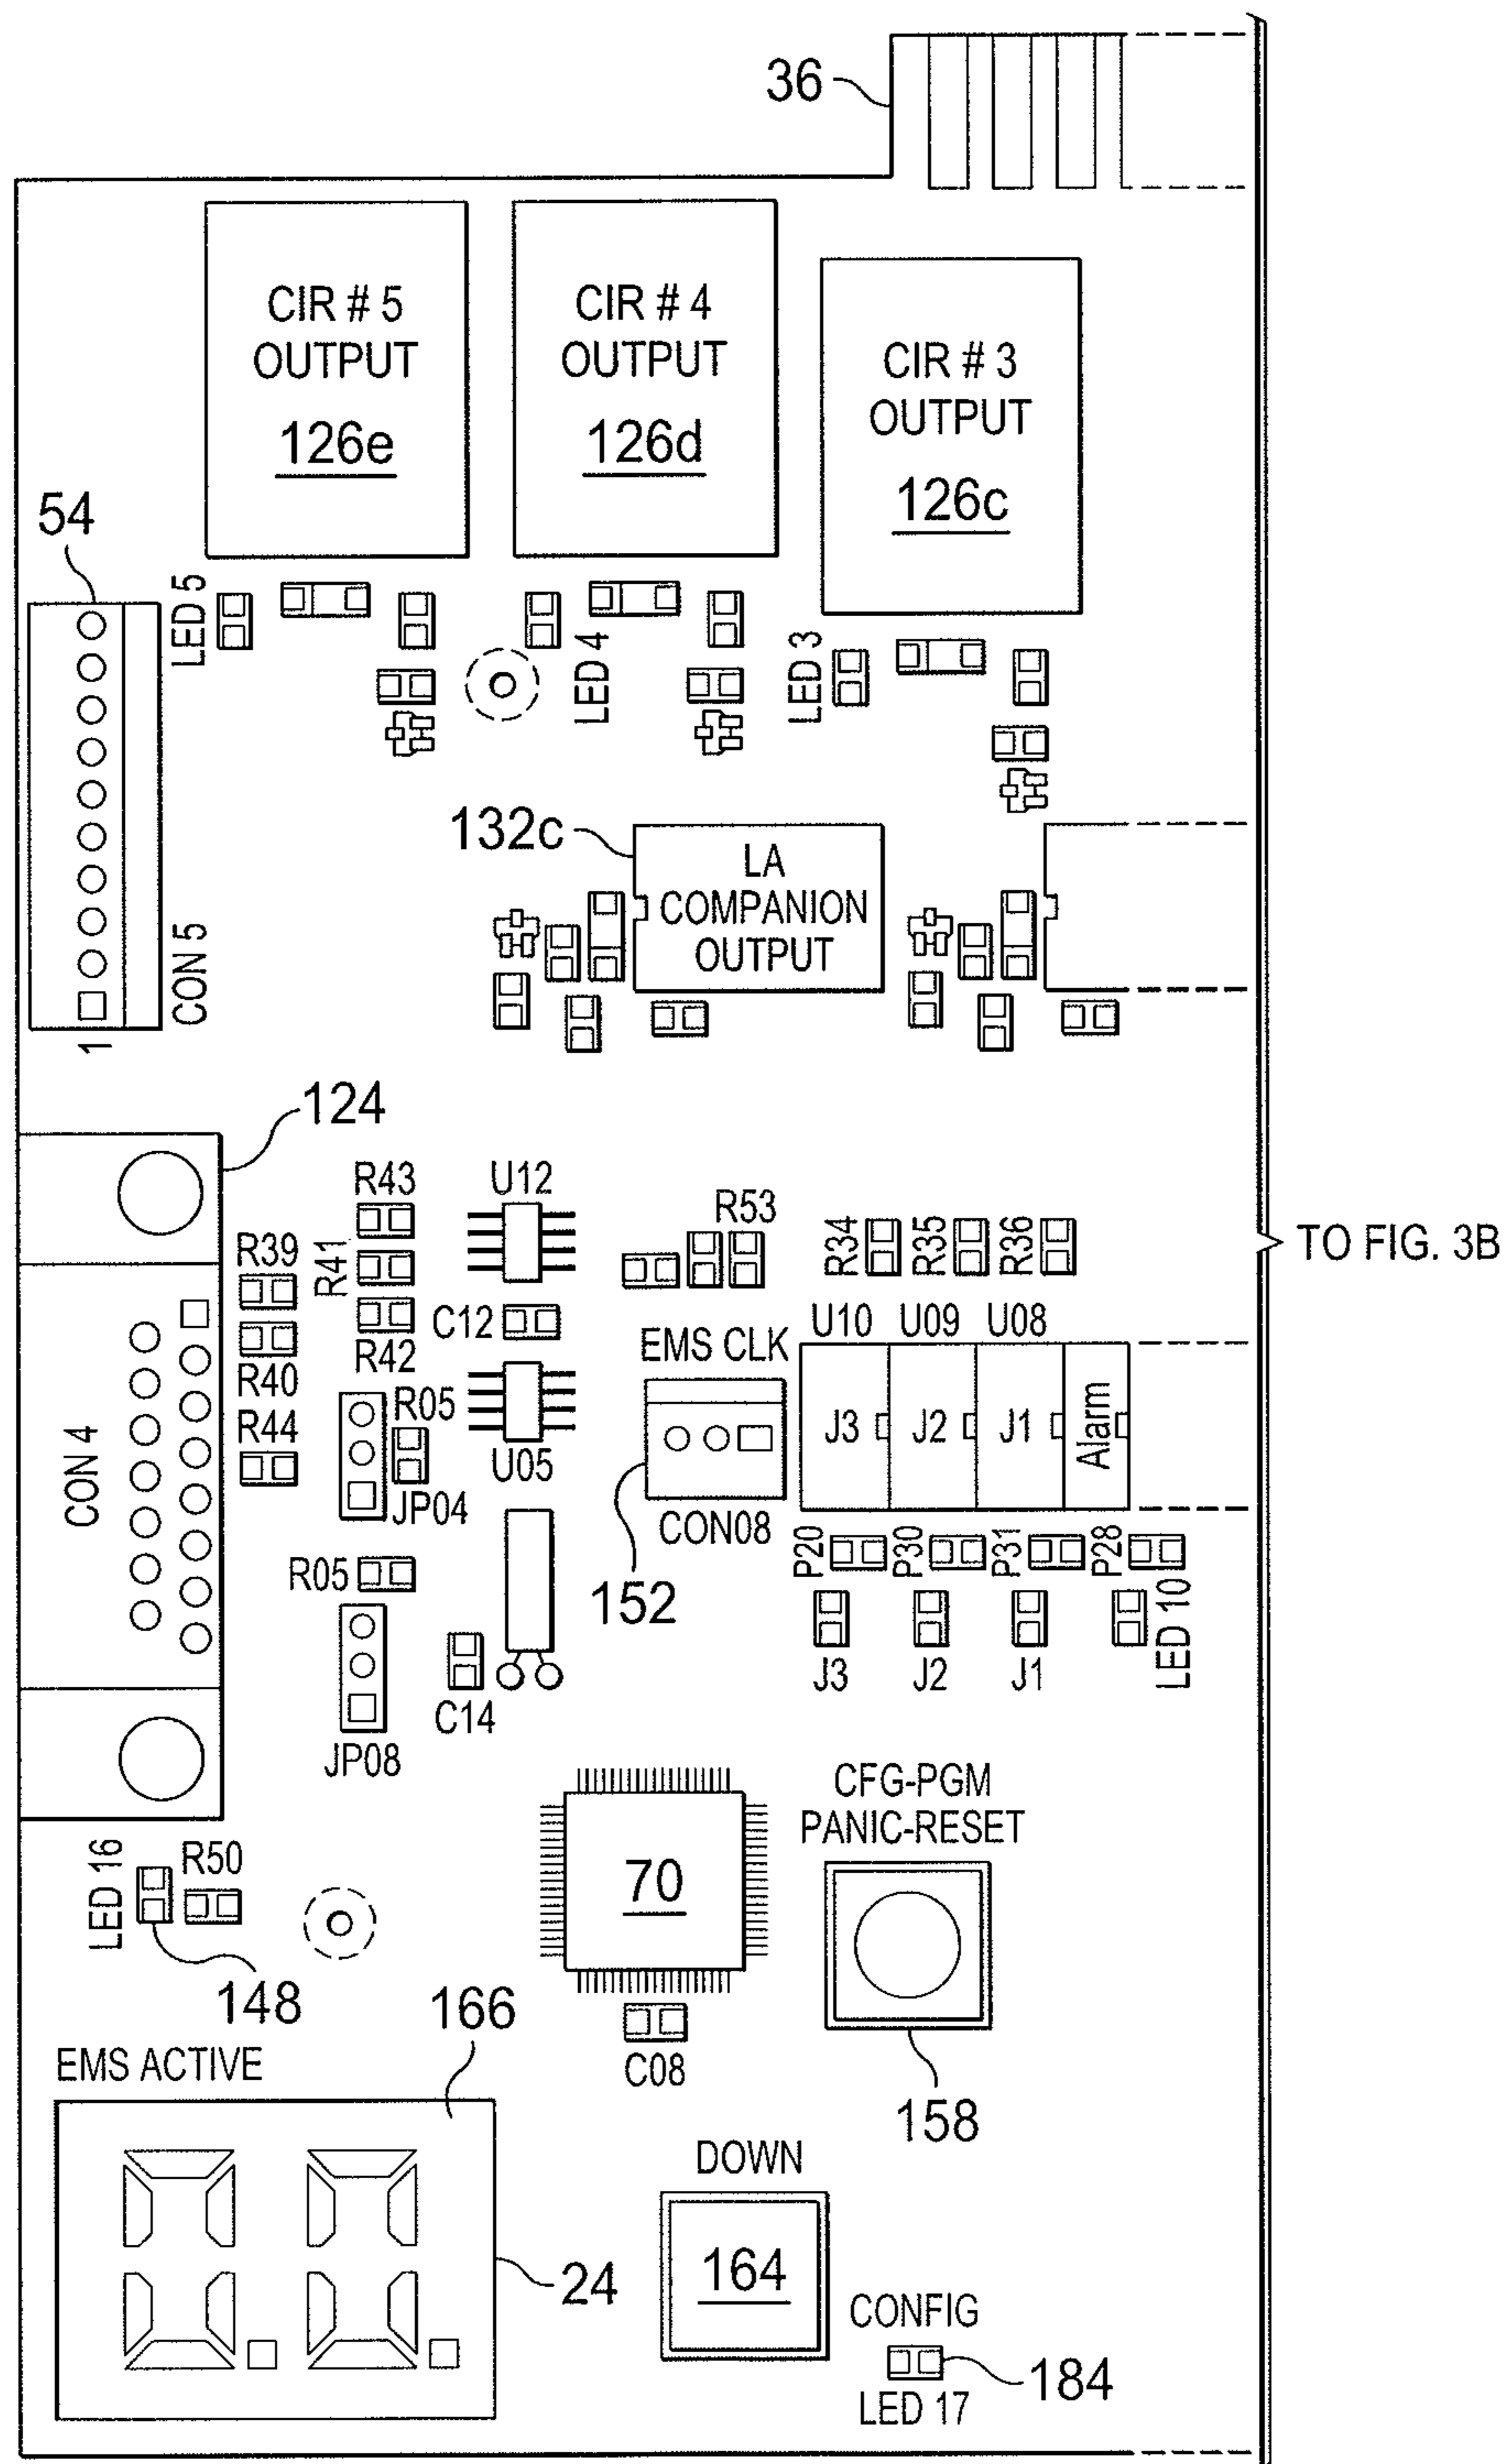 36
CIR # 5
OUTPUT
126e
CIR # 4
OUTPUT
126d
CIR # 3
OUTPUT
126c
54
LED 5
LED 4
LED 3
132c
LA
COMPANION
OUTPUT
CON 5
1
124
R43
U12
R53
R34
R35
R36
TO FIG. 3B
R39
R41
R42
C12
EMS CLK
U10
U09
U08
R40
R44
R05
U05
JP04
CON 4
J3
J2
J1
Alarm
CON08
152
P20
P30
P31
P28
R05
J3
J2
J1
LED 10
C14
JP08
CFG-PGM
PANIC-RESET
LED 16
R50
70
148
166
C08
158
EMS ACTIVE
DOWN
24
164
CONFIG
184
LED 17